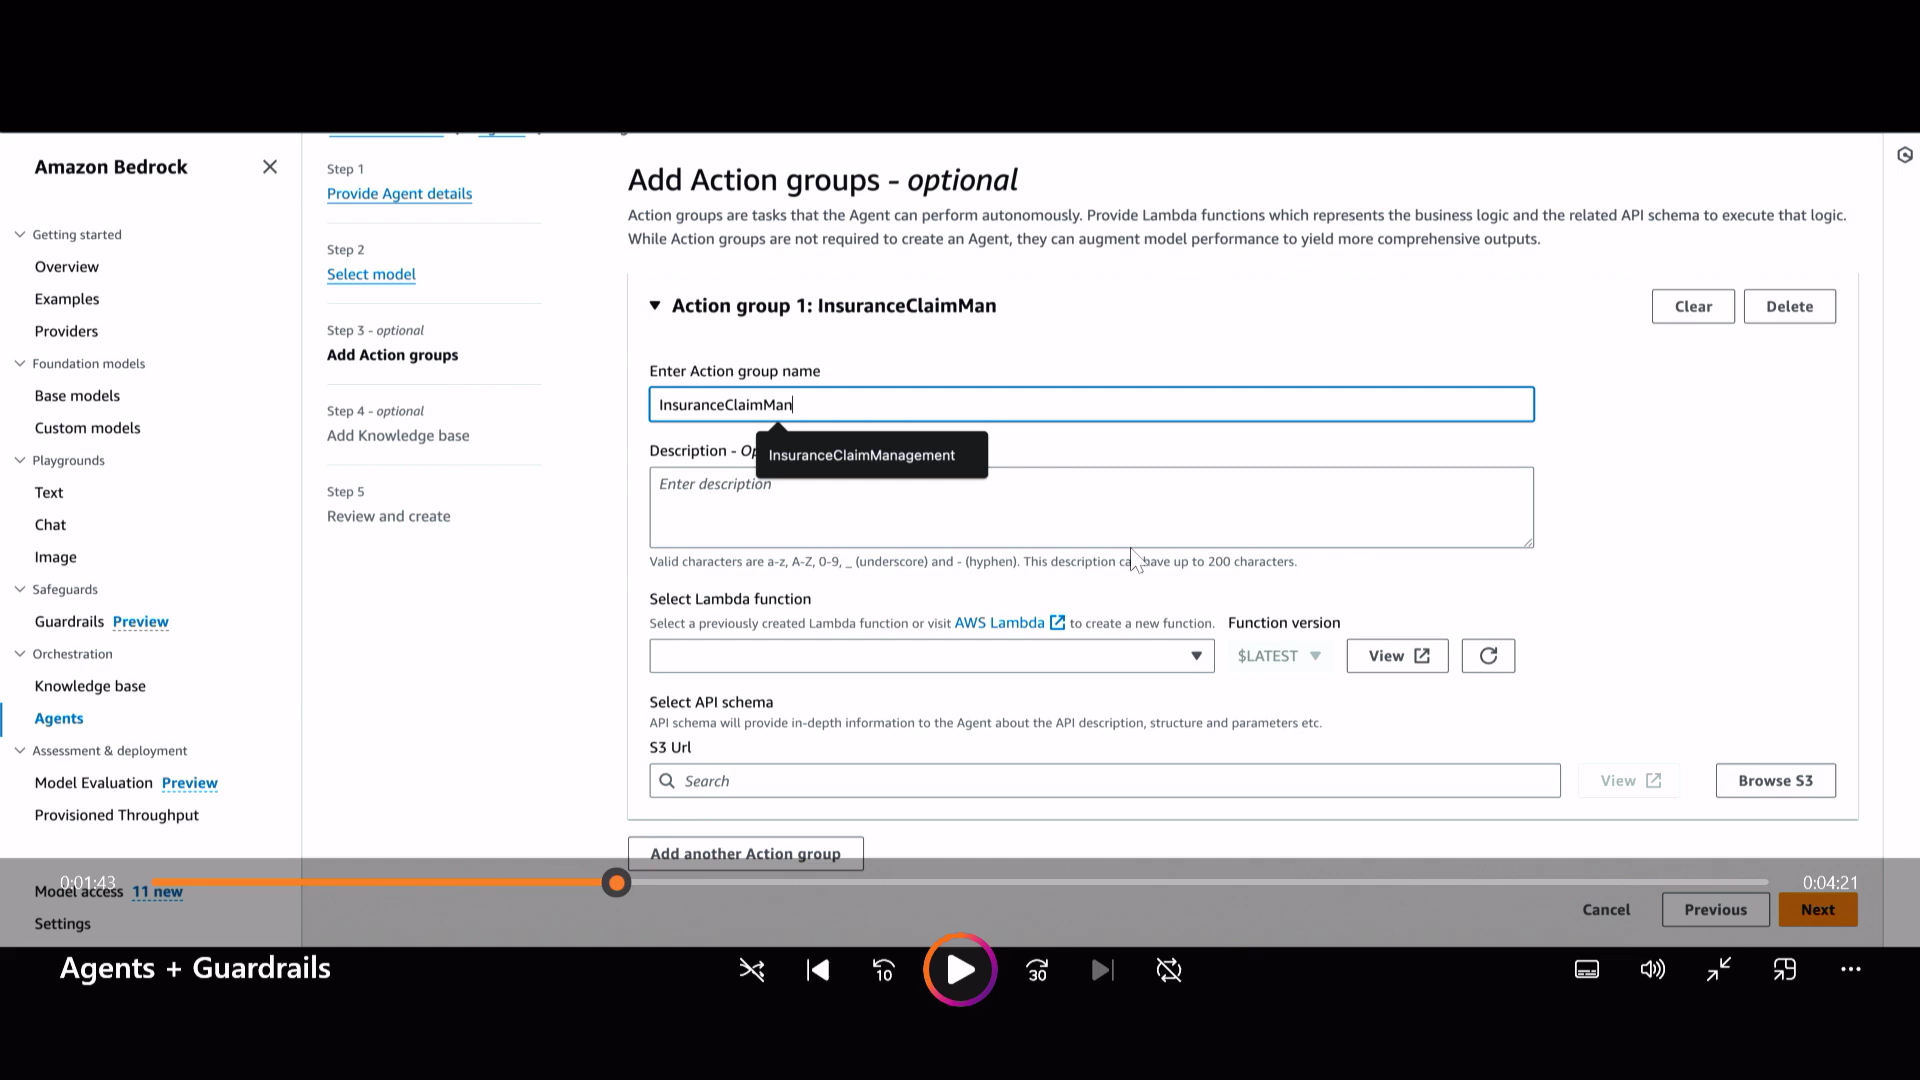 Amazon Bedrock
Getting started
Overview
Examples
Providers
Foundation models
Base models
Custom models
Playgrounds
Text
Chat
Image
Safeguards
Guardrails Preview
Orchestration
Knowledge base
Agents
Assessment & deployment
Model Evaluation Preview
Provisioned Throughput
Model access 11 new
Settings
Step 1
Provide Agent details
Step 2
Select model
Step 3 - optional
Add Action groups
Step 4 - optional
Add Knowledge base
Step 5
Review and create
Add Action groups - optional
Action groups are tasks that the Agent can perform autonomously. Provide Lambda functions which represents the business logic and the related API schema to execute that logic.
While Action groups are not required to create an Agent, they can augment model performance to yield more comprehensive outputs.
Action group 1: InsuranceClaimMan
Clear
Delete
Enter Action group name
InsuranceClaimMan
InsuranceClaimManagement
Description - Op
Enter description
Valid characters are a-z, A-Z, 0-9, _ (underscore) and - (hyphen). This description ca have up to 200 characters.
Select Lambda function
Select a previously created Lambda function or visit AWS Lambda to create a new function.
Function version
$LATEST
View
Select API schema
API schema will provide in-depth information to the Agent about the API description, structure and parameters etc.
S3 Url
Search
View
Browse S3
Add another Action group
0:01:43
0:04:21
Cancel
Previous
Next
Agents + Guardrails
10
30